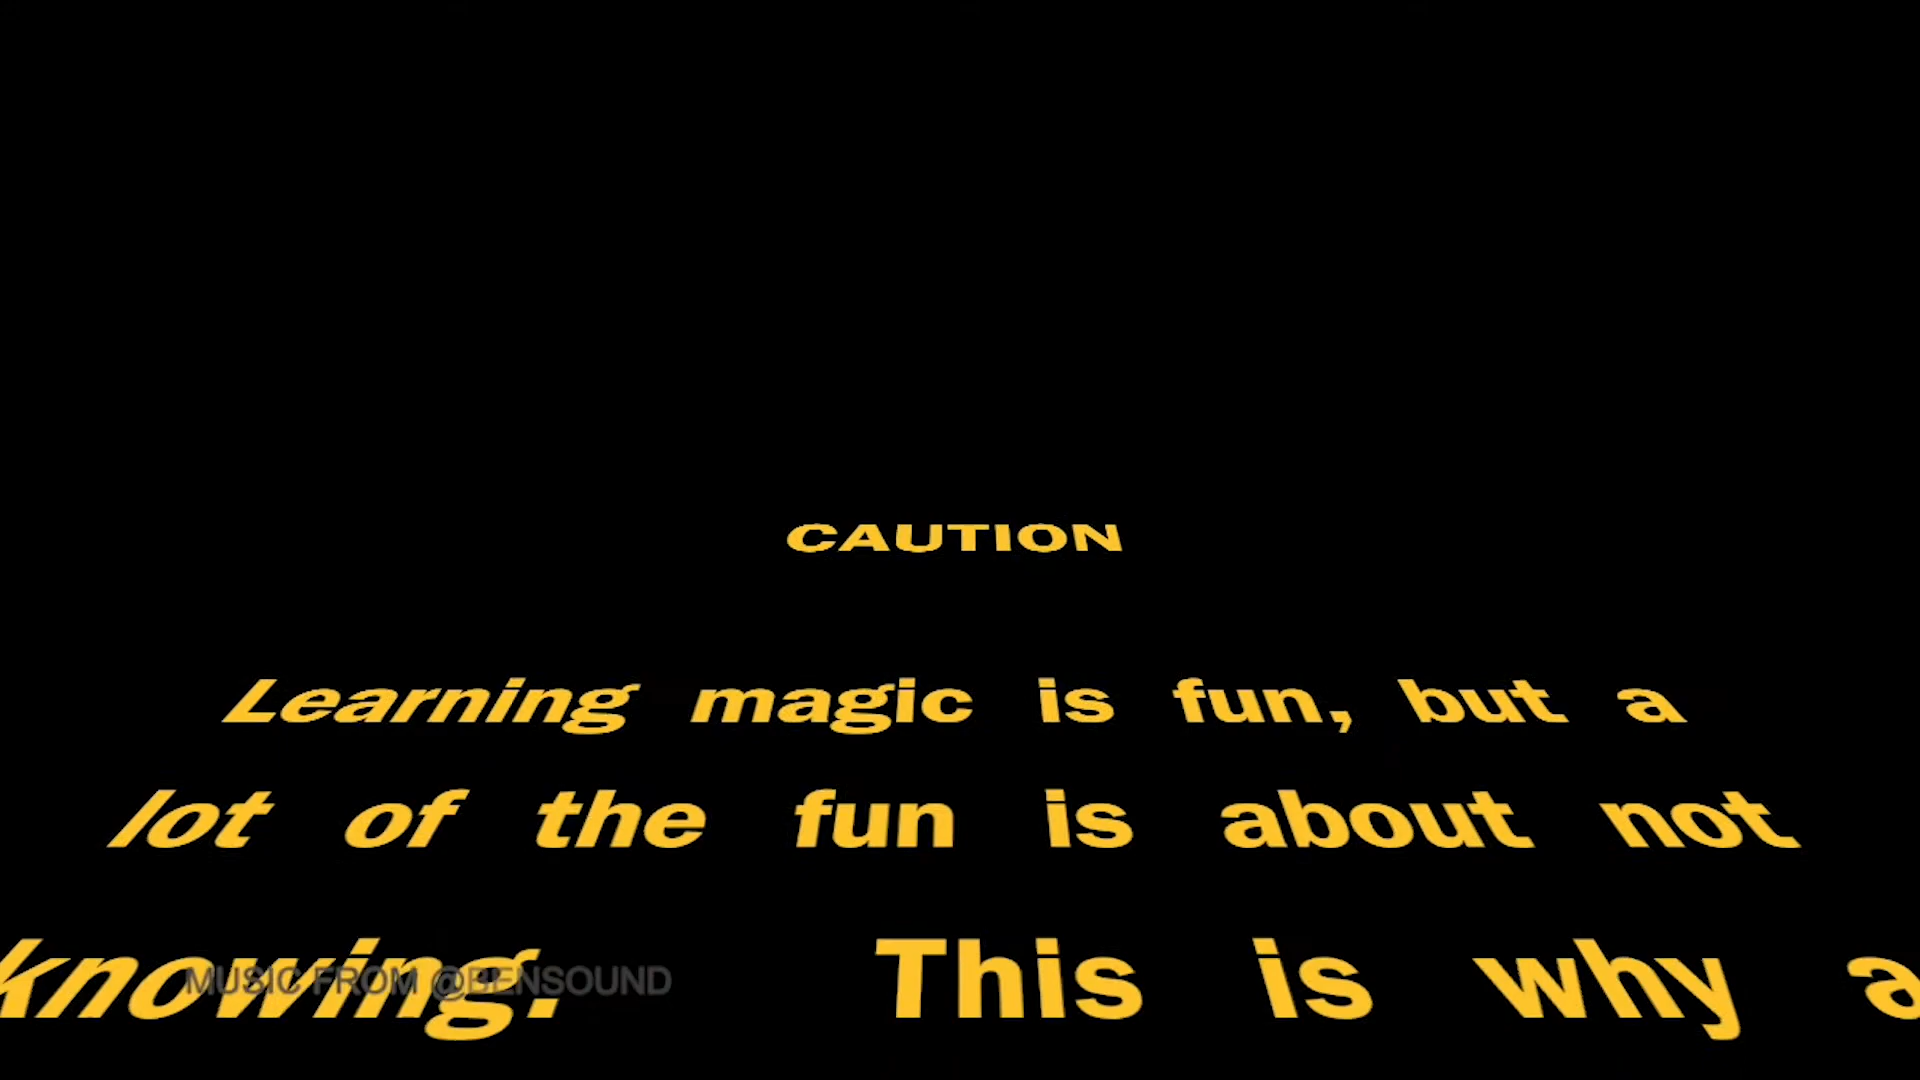 CAUTION
Learning magic is fun, but a
lot of the fun is about not
knowing. This is why a
MUSIC FROM @BENSOUND